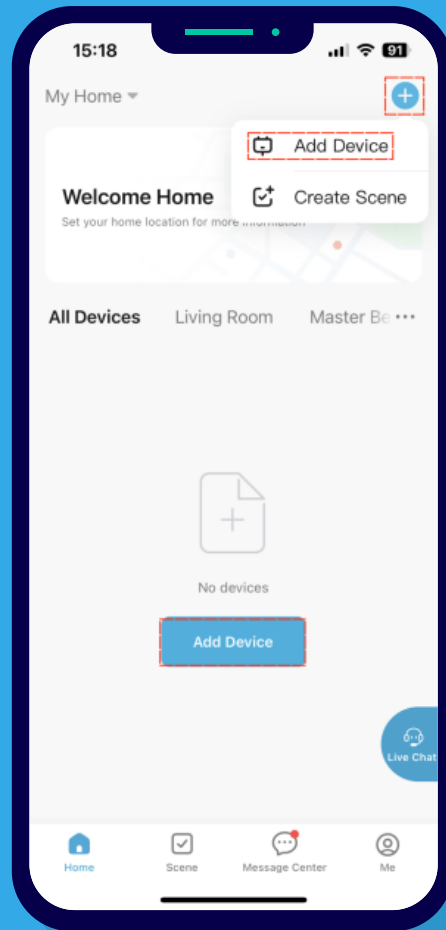 15:18
91
My Home
Add Device
Create Scene
Welcome Home
Set your home location for more information
All Devices
Living Room
Master Be
No devices
Add Device
Live Chat
Home
Scene
Message Center
Me